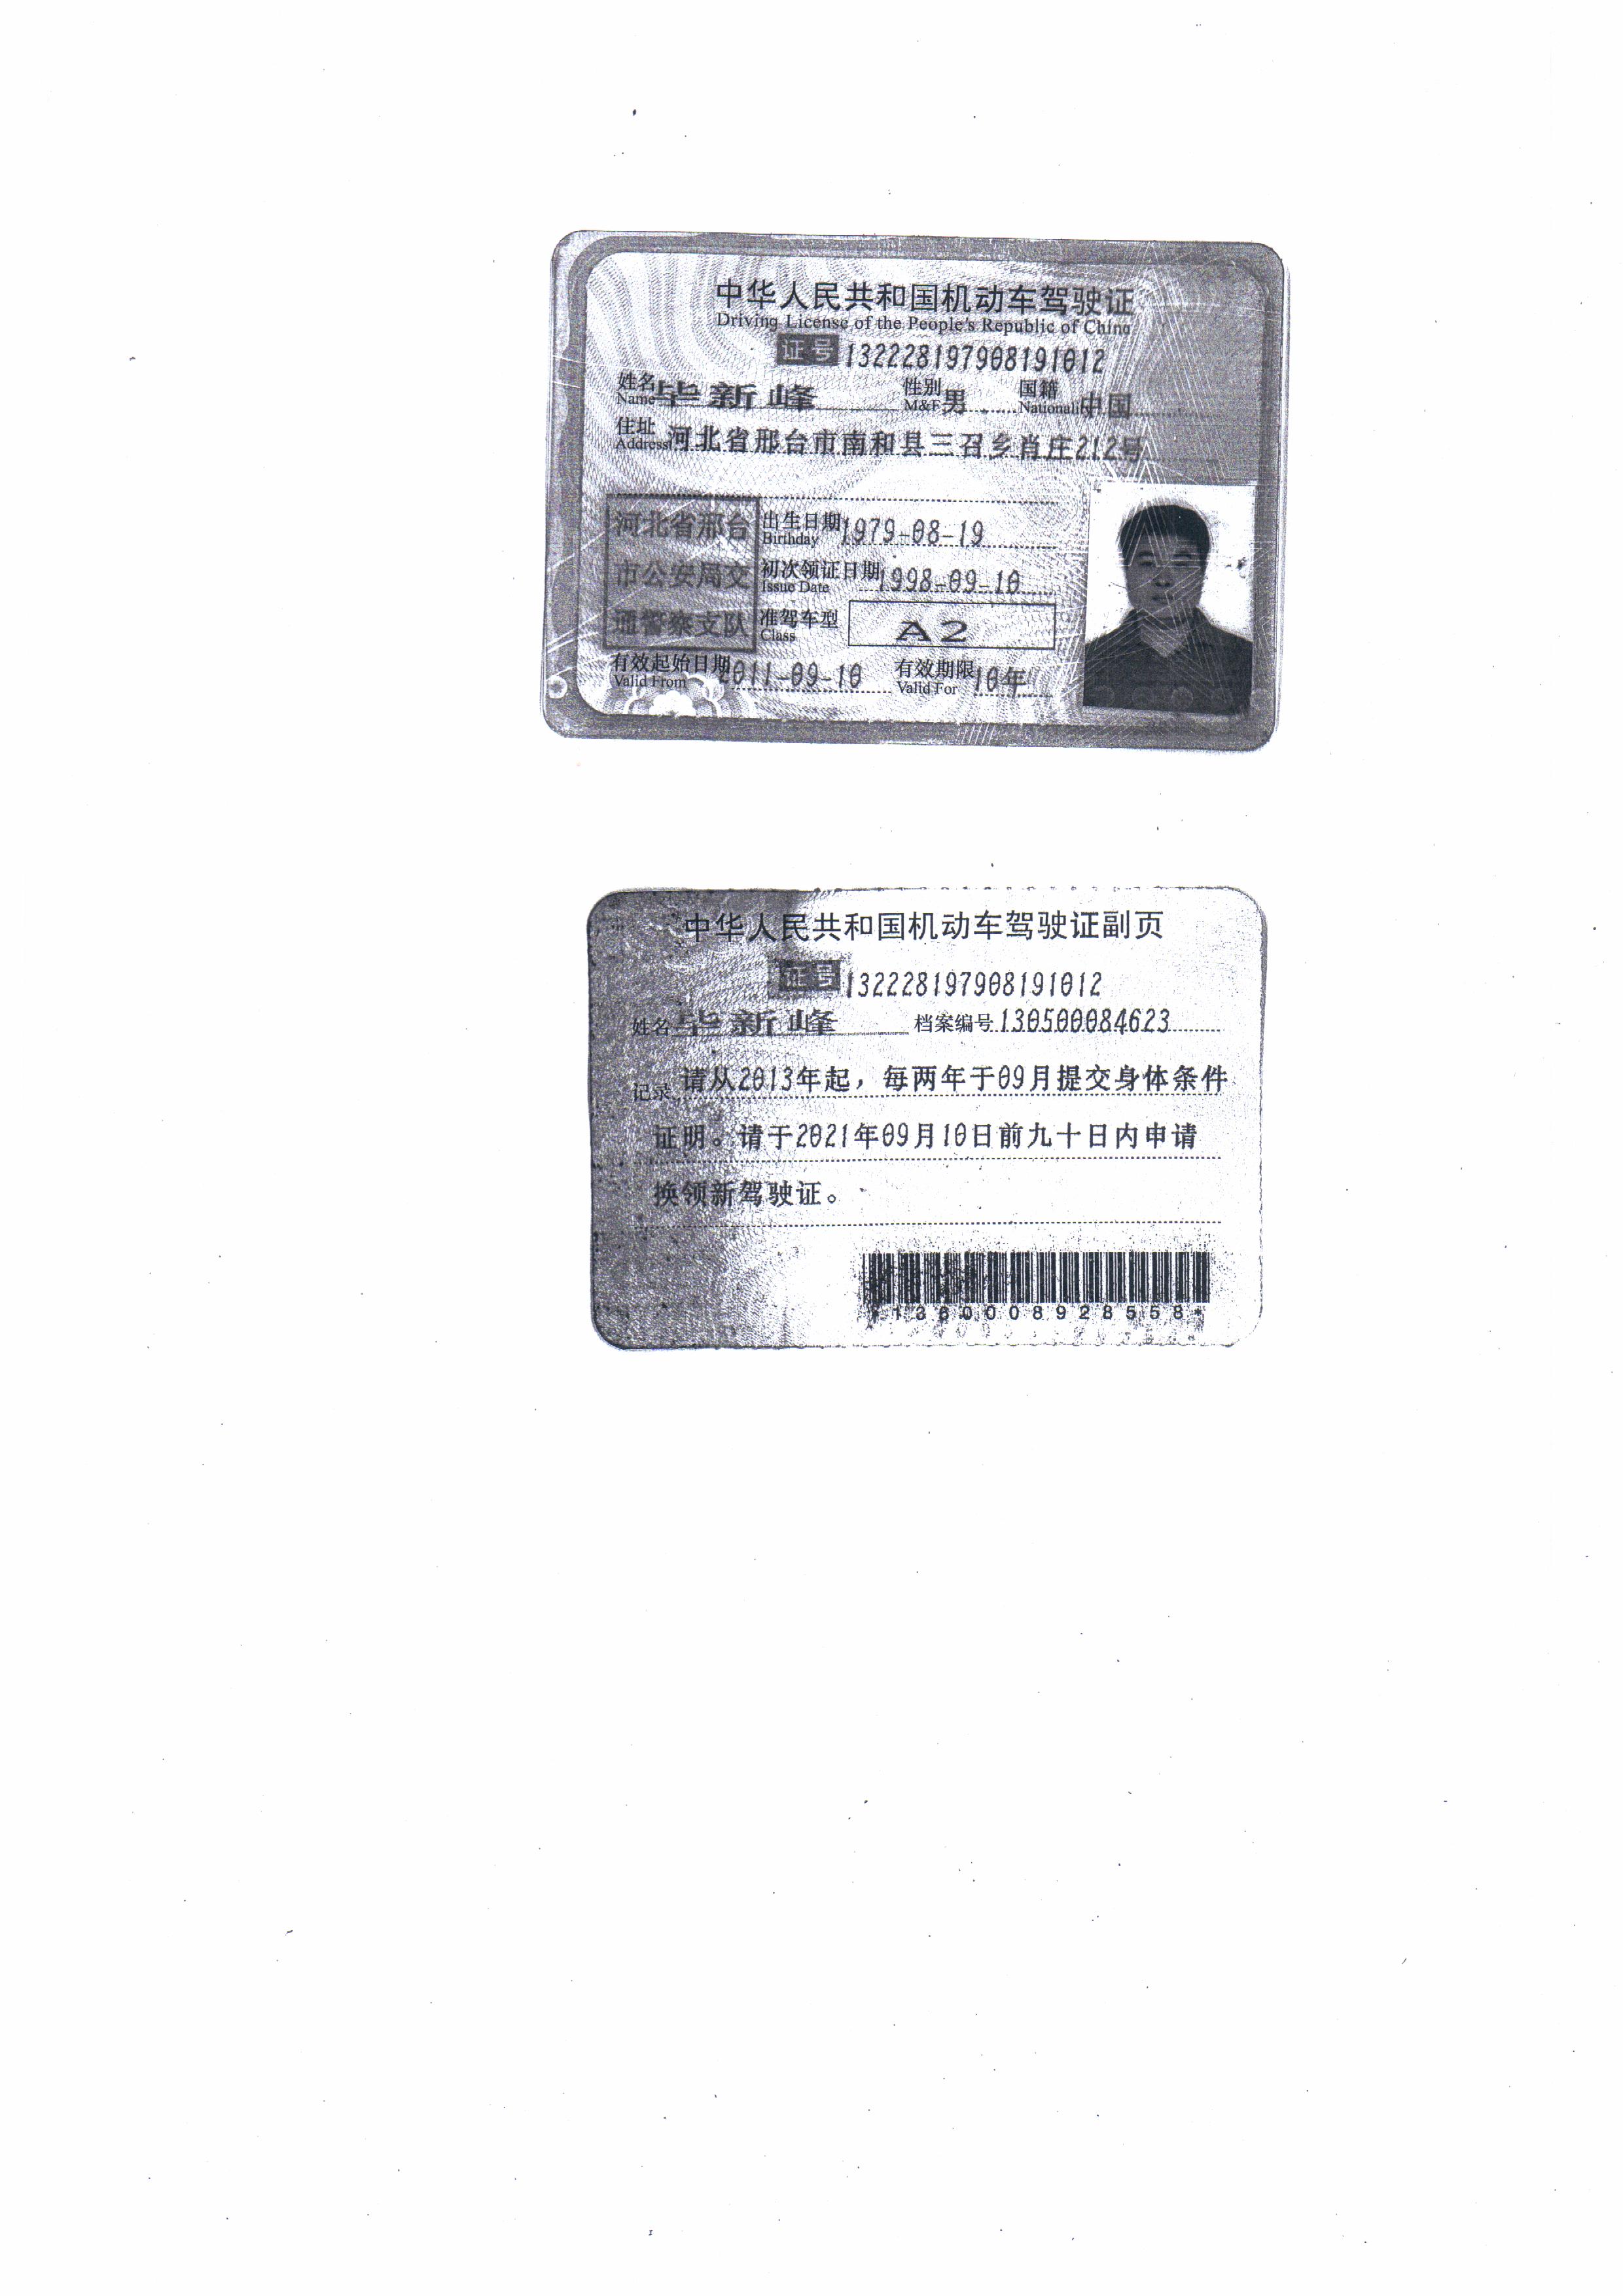 中华人民共和国机动车驾驶证
Driving License of the People's Republic of China
证号 132228197908191012
姓名 Name 毕新峰 性别 M&F 男 国籍 Nationality 中国
住址 Address 河北省邢台市南和县三召乡肖庄212号
河北省邢台
市公安局交
通警察支队
出生日期 Birthday 1979-08-19
初次领证日期 Issue Date 1998-09-10
准驾车型 Class A2
有效起始日期 Valid From 2011-09-10 有效期限 Valid For 10年
中华人民共和国机动车驾驶证副页
证号 132228197908191012
姓名 毕新峰 档案编号 130500084623
记录 请从2013年起，每两年于09月提交身体条件
证明。请于2021年09月10日前九十日内申请
换领新驾驶证。
*1360008928558*